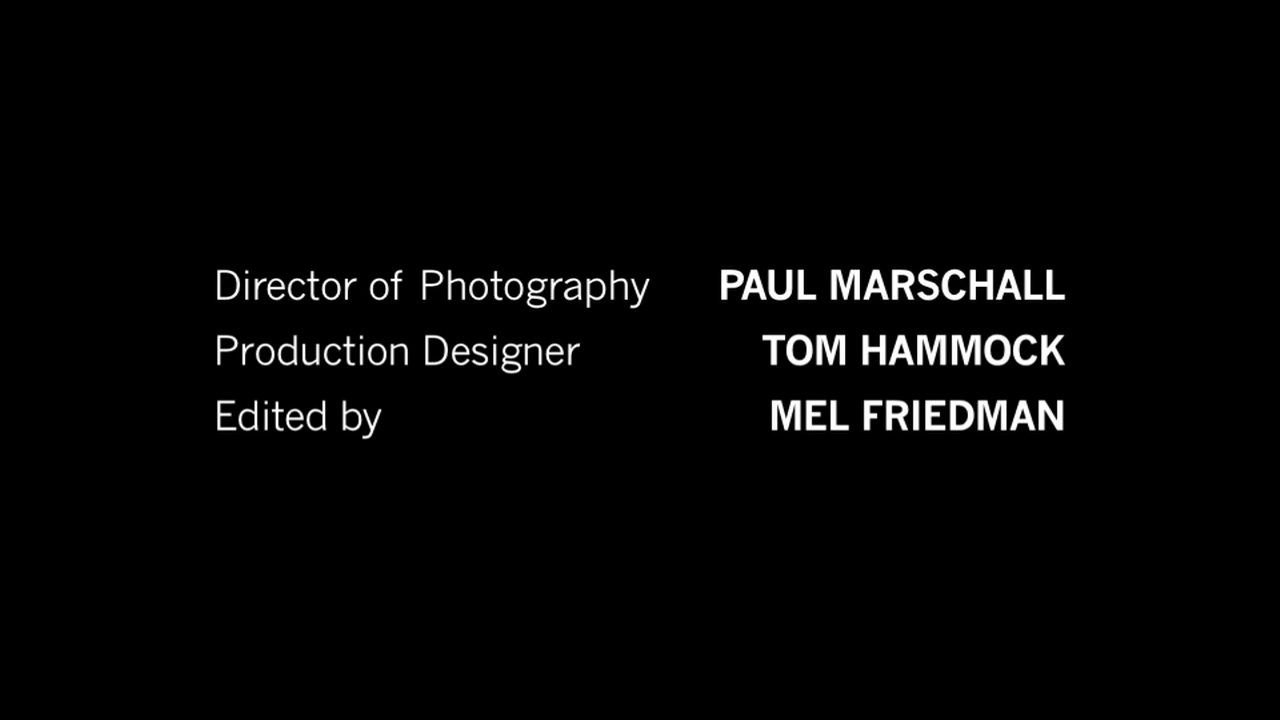 Director of Photography PAUL MARSCHALL
Production Designer TOM HAMMOCK
Edited by MEL FRIEDMAN